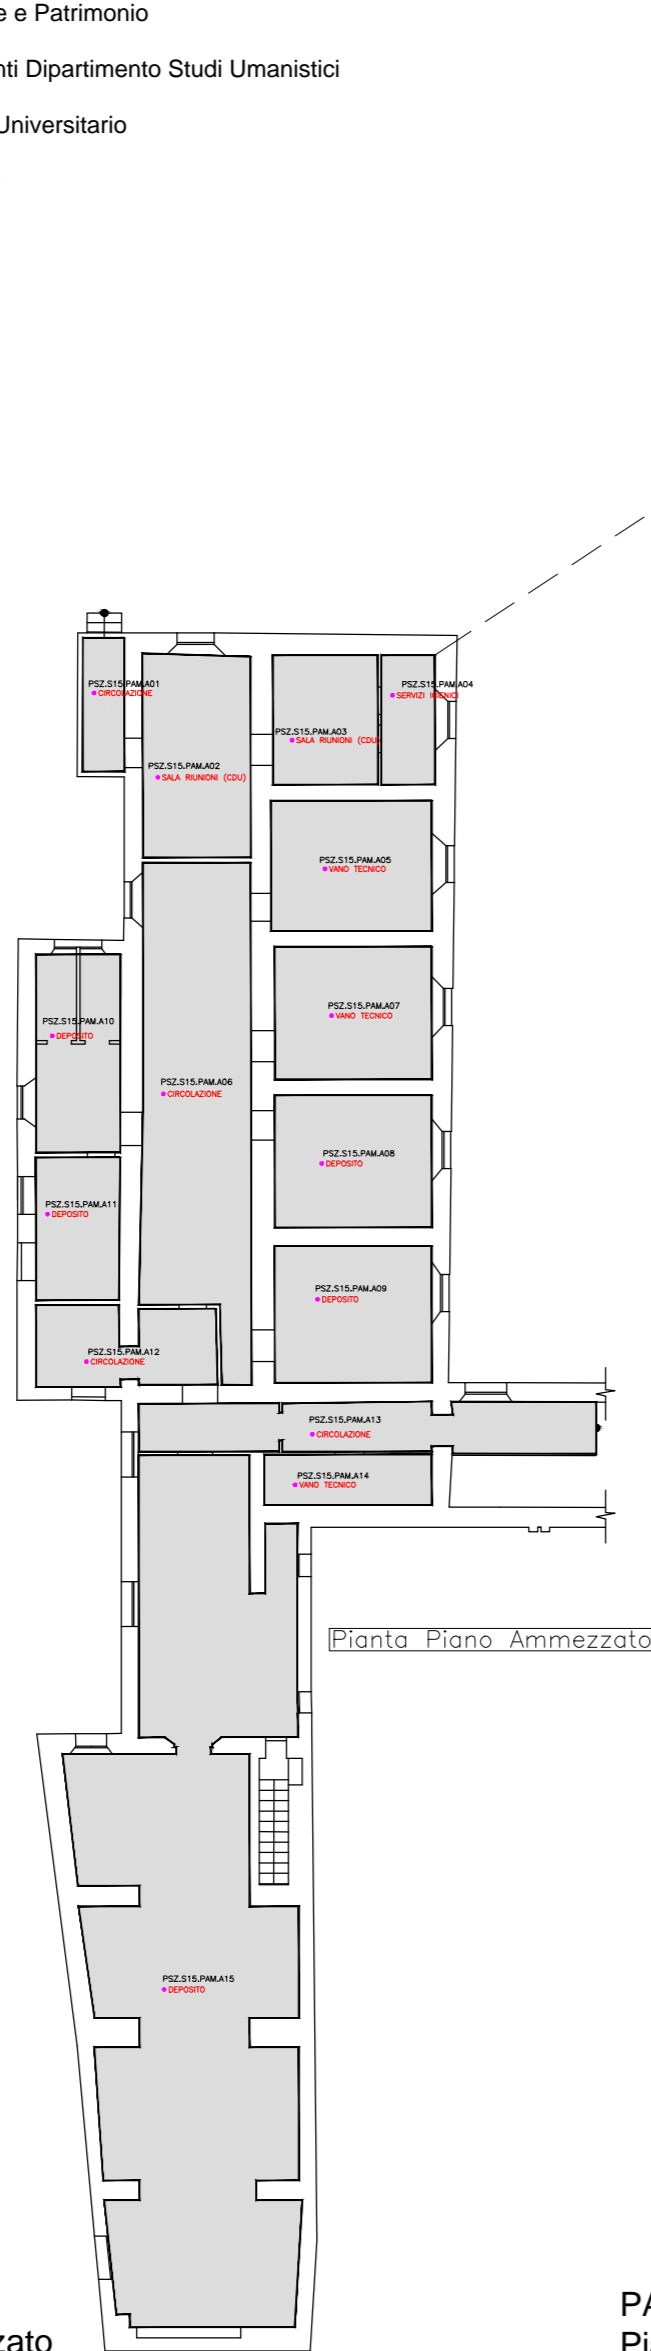 e e Patrimonio
nti Dipartimento Studi Umanistici
Universitario
PSZ.S15.PAM.A01
CIRCOLAZIONE
PSZ.S15.PAM.A04
SERVIZI IGIENICI
PSZ.S15.PAM.A03
SALA RIUNIONI (CDU)
PSZ.S15.PAM.A02
SALA RIUNIONI (CDU)
PSZ.S15.PAM.A05
VANO TECNICO
PSZ.S15.PAM.A07
VANO TECNICO
PSZ.S15.PAM.A10
DEPOSITO
PSZ.S15.PAM.A06
CIRCOLAZIONE
PSZ.S15.PAM.A08
DEPOSITO
PSZ.S15.PAM.A11
DEPOSITO
PSZ.S15.PAM.A09
DEPOSITO
PSZ.S15.PAM.A12
CIRCOLAZIONE
PSZ.S15.PAM.A13
CIRCOLAZIONE
PSZ.S15.PAM.A14
VANO TECNICO
Pianta Piano Ammezzato
PSZ.S15.PAM.A15
DEPOSITO
PA
Pi
zato